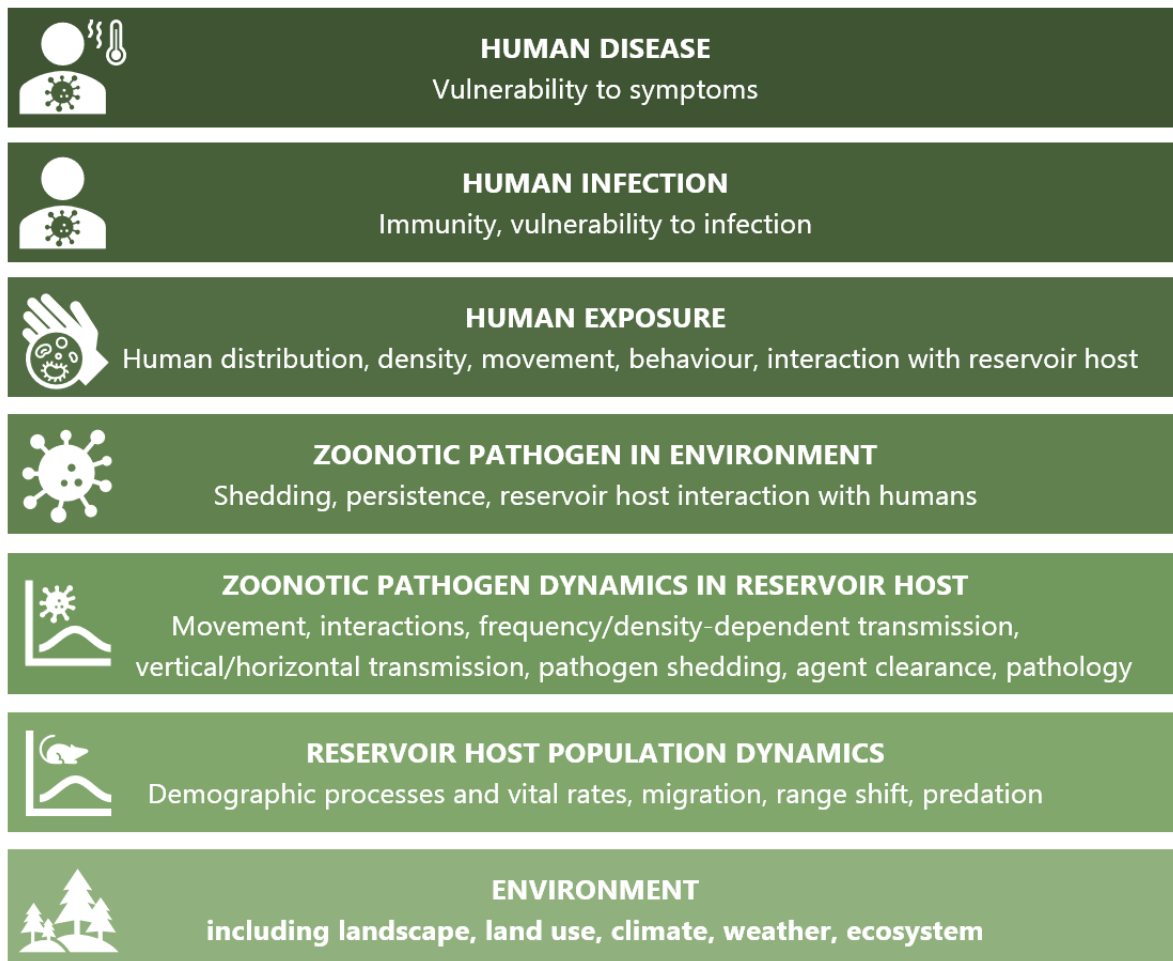 HUMAN DISEASE
Vulnerability to symptoms
HUMAN INFECTION
Immunity, vulnerability to infection
HUMAN EXPOSURE
Human distribution, density, movement, behaviour, interaction with reservoir host
ZOONOTIC PATHOGEN IN ENVIRONMENT
Shedding, persistence, reservoir host interaction with humans
ZOONOTIC PATHOGEN DYNAMICS IN RESERVOIR HOST
Movement, interactions, frequency/density-dependent transmission,
vertical/horizontal transmission, pathogen shedding, agent clearance, pathology
RESERVOIR HOST POPULATION DYNAMICS
Demographic processes and vital rates, migration, range shift, predation
ENVIRONMENT
including landscape, land use, climate, weather, ecosystem